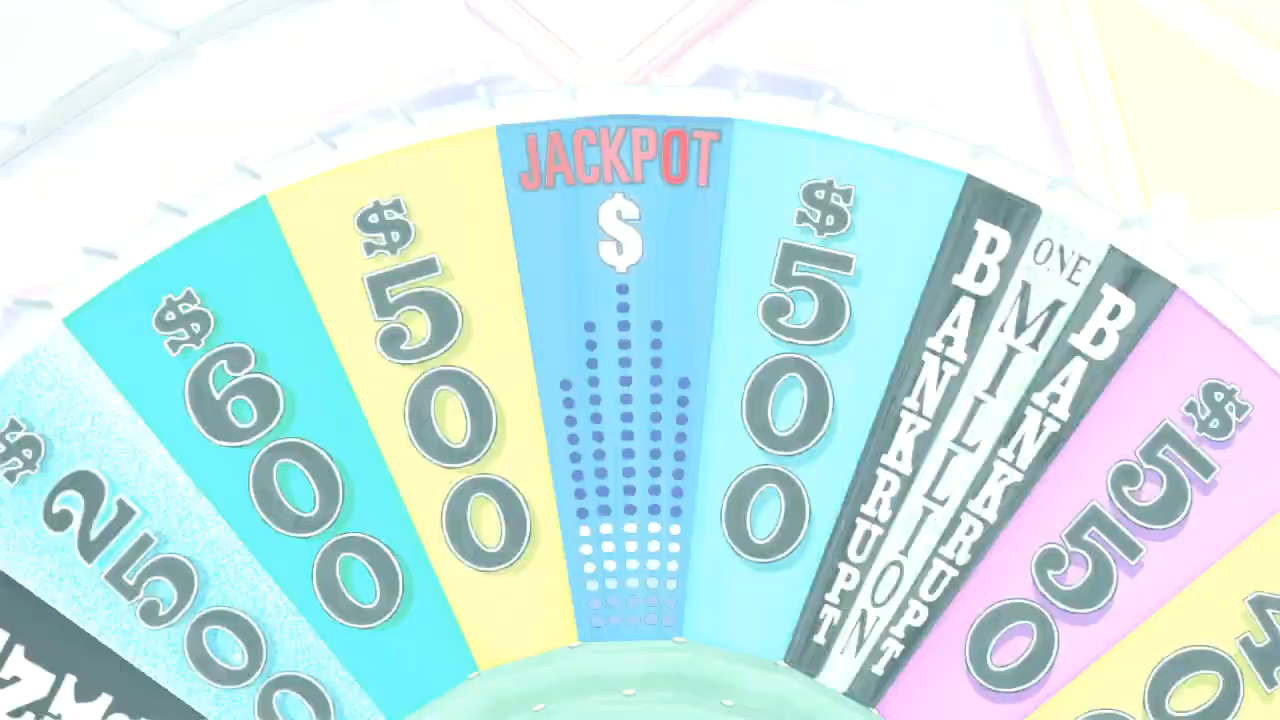 $2500
$600
$500
JACKPOT
$
$500
BANKRUPT
ONE
MILLION
BANKRUPT
$550